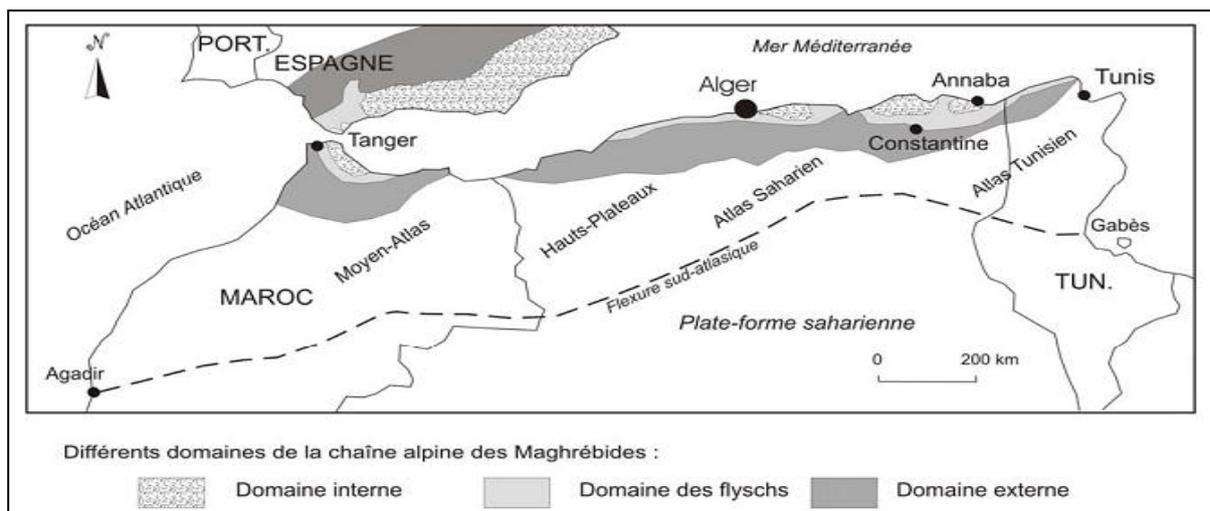 N
PORT.
ESPAGNE
Mer Méditerranée
Alger
Annaba
Tunis
Tanger
Constantine
Océan Atlantique
Moyen-Atlas
Hauts-Plateaux
Atlas Saharien
Atlas Tunisien
Gabès
MAROC
Flexure sud-atlasique
TUN.
Plate-forme saharienne
0 200 km
Agadir
Différents domaines de la chaîne alpine des Maghrébides :
Domaine interne Domaine des flyschs Domaine externe